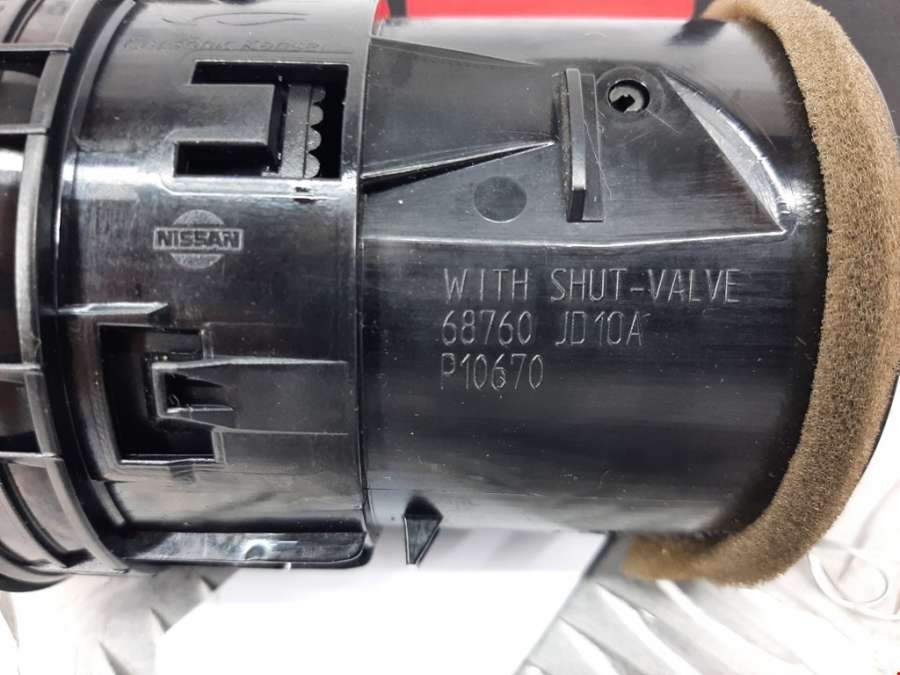 NISSAN
WITH SHUT-VALVE
68760 JD10A
P10670